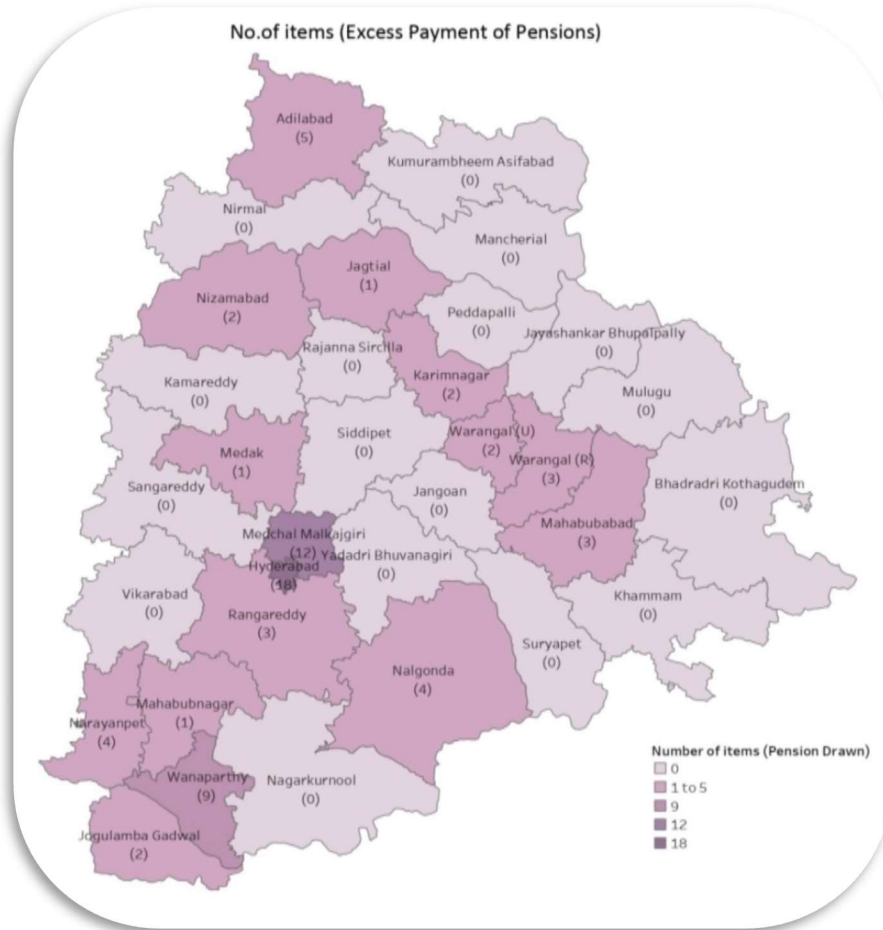 No.of items (Excess Payment of Pensions)
Adilabad
(5)
Kumurambheem Asifabad
(0)
Nirmal
(0)
Mancherial
(0)
Jagtial
(1)
Nizamabad
(2)
Peddapalli
(0)
Jayashankar Bhupalpally
(0)
Rajanna Sircilla
(0)
Karimnagar
(2)
Kamareddy
(0)
Mulugu
(0)
Siddipet
(0)
Warangal (U)
(2)
Medak
(1)
Warangal (R)
(3)
Sangareddy
(0)
Jangoan
(0)
Bhadradri Kothagudem
(0)
Mahabubabad
(3)
Medchal Malkajgiri
(12)
Yadadri Bhuvanagiri
(0)
Hyderabad
(18)
Vikarabad
(0)
Khammam
(0)
Rangareddy
(3)
Suryapet
(0)
Nalgonda
(4)
Mahabubnagar
(1)
Narayanpet
(4)
Wanaparthy
(9)
Nagarkurnool
(0)
Jogulamba Gadwal
(2)
Number of items (Pension Drawn)
0
1 to 5
9
12
18